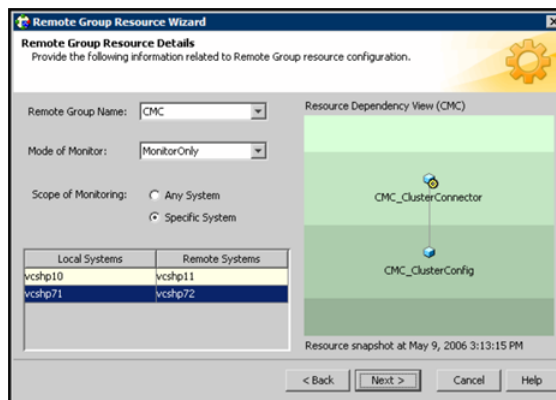 Remote Group Resource Wizard
Remote Group Resource Details
Provide the following information related to Remote Group resource configuration.
Remote Group Name: CMC
Mode of Monitor: MonitorOnly
Scope of Monitoring: Any System
Specific System
Local Systems Remote Systems
vcshp10 vcshp11
vcshp71 vcshp72
Resource Dependency View (CMC)
CMC_ClusterConnector
CMC_ClusterConfig
Resource snapshot at May 9, 2006 3:13:15 PM
< Back Next > Cancel Help